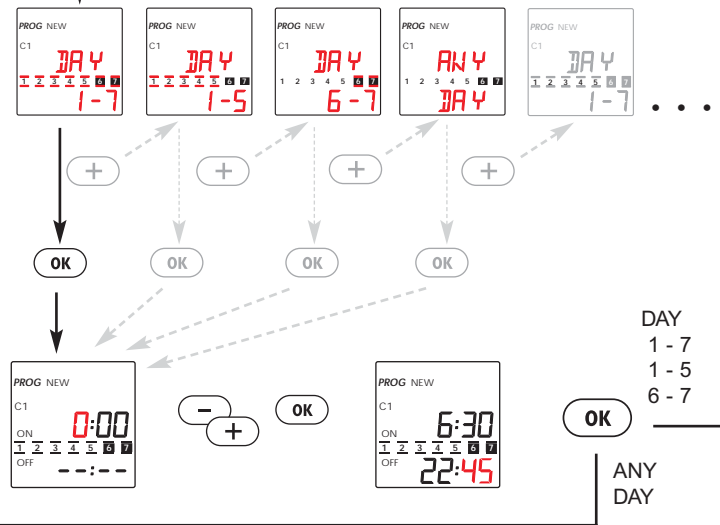 PROG NEW
C1
DAY
1 2 3 4 5 6 7
1-7
PROG NEW
C1
DAY
1 2 3 4 5 6 7
1-5
PROG NEW
C1
DAY
1 2 3 4 5 6 7
6-7
PROG NEW
C1
ANY
1 2 3 4 5 6 7
DAY
PROG NEW
C1
DAY
1 2 3 4 5 6 7
1-7
. . .
+
+
+
+
OK
OK
OK
OK
PROG NEW
C1
ON 0:00
1 2 3 4 5 6 7
OFF --:--
-
+
OK
PROG NEW
C1
ON 6:30
1 2 3 4 5 6 7
OFF 22:45
OK
DAY
1 - 7
1 - 5
6 - 7
ANY
DAY